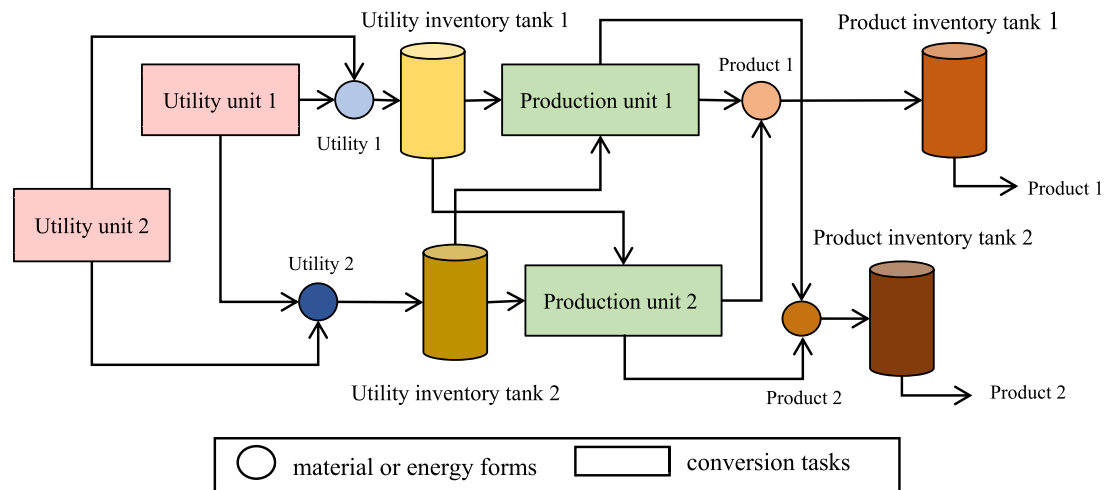 Utility inventory tank 1
Product inventory tank 1
Product 1
Utility unit 1
Production unit 1
Utility 1
Product 1
Utility unit 2
Product inventory tank 2
Utility 2
Production unit 2
Utility inventory tank 2
Product 2
Product 2
material or energy forms
conversion tasks